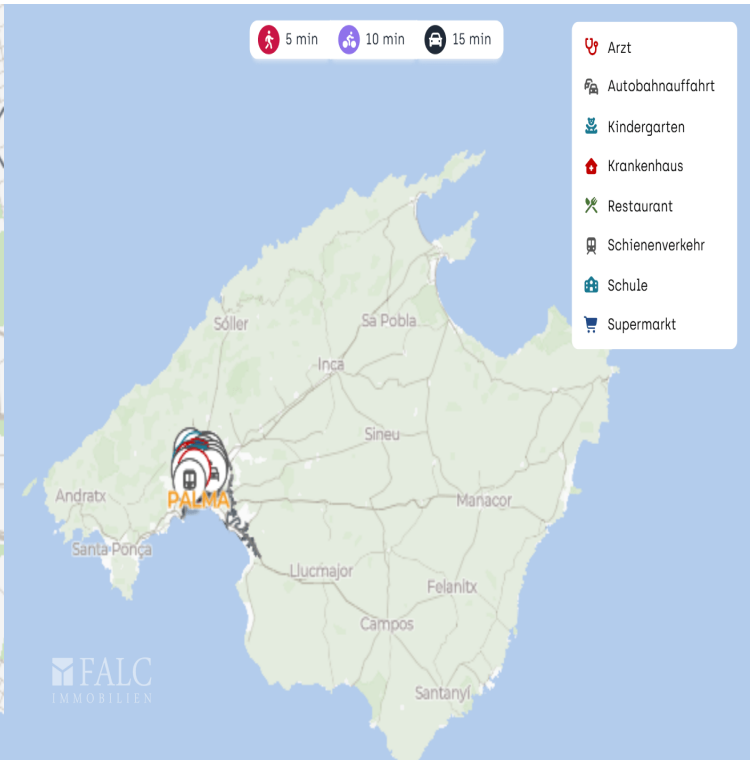 5 min
10 min
15 min
Arzt
Autobahnauffahrt
Kindergarten
Krankenhaus
Restaurant
Schienenverkehr
Schule
Supermarkt
Sóller
Sa Pobla
Inca
Sineu
Andratx
PALMA
Manacor
Santa Ponça
Llucmajor
Felanitx
Campos
Santanyí
FALC
IMMOBILIEN